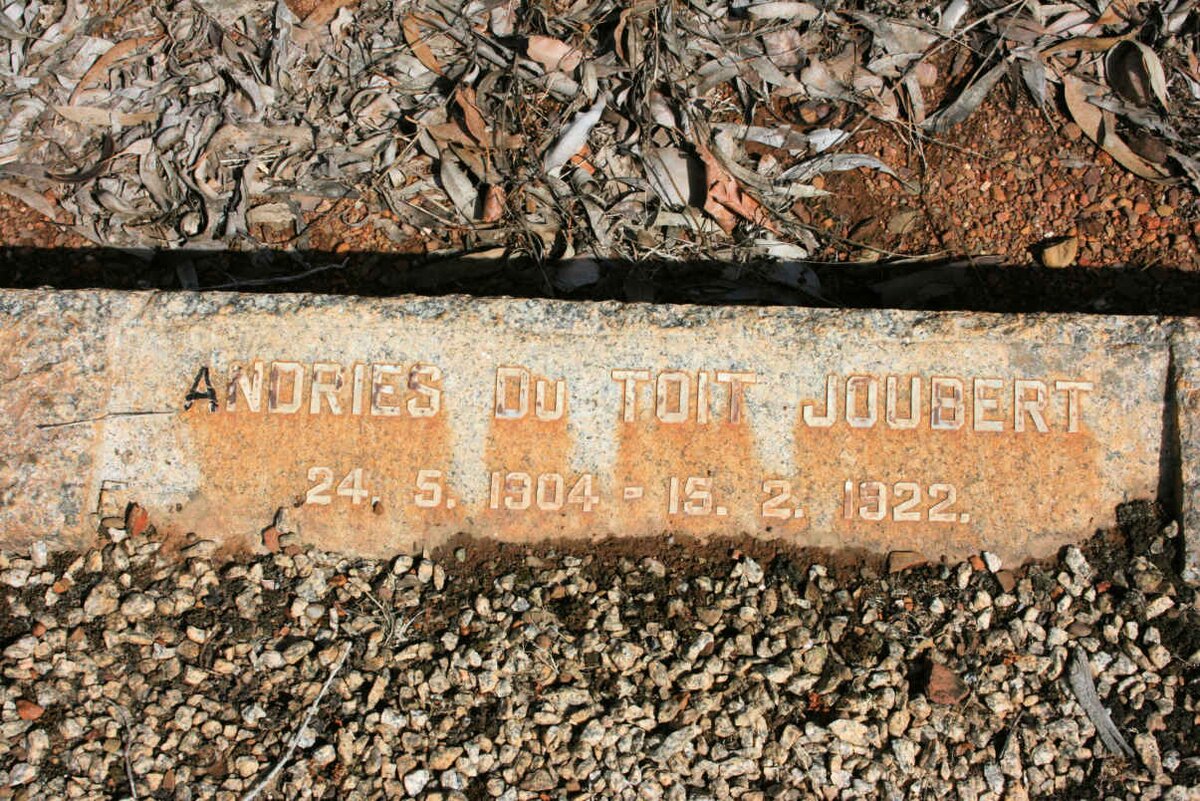 ANDRIES DU TOIT JOUBERT
24. 5. 1904 - 15. 2. 1922.